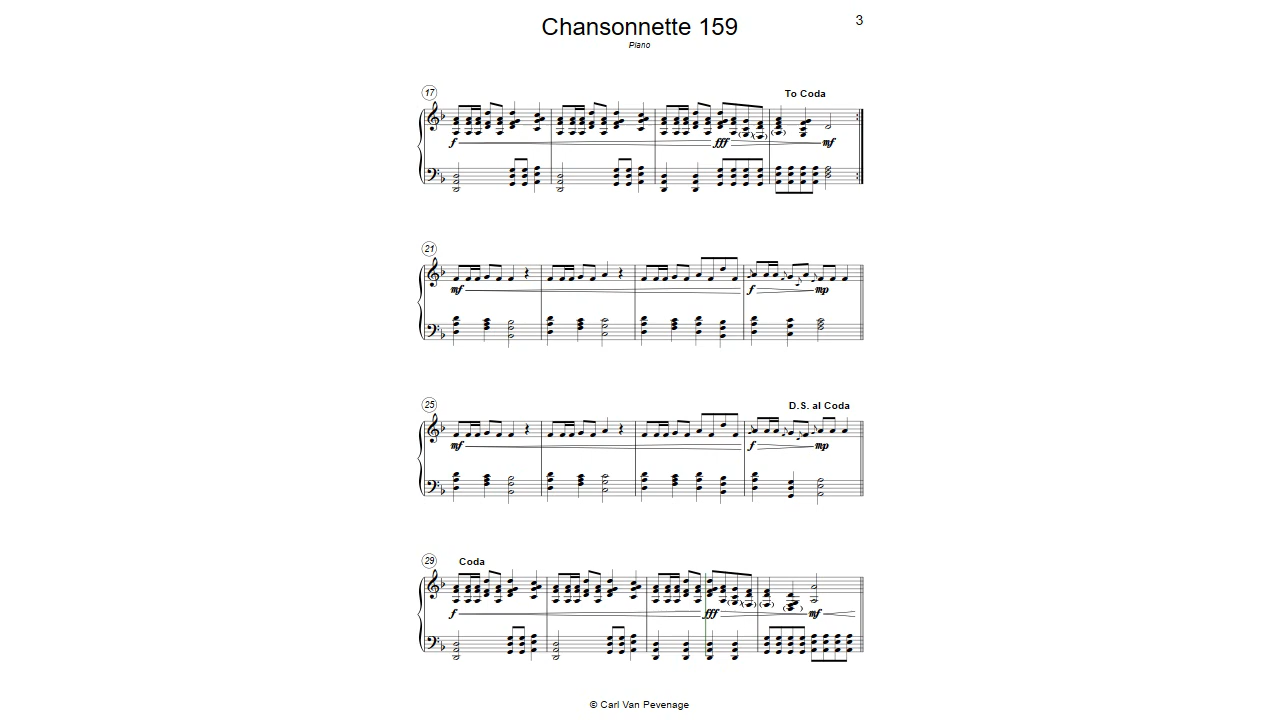 Chansonnette 159
3
Piano
17
To Coda
f fff mf
21
mf f mp
25
D.S. al Coda
mf f mp
29
Coda
f fff mf
© Carl Van Pevenage